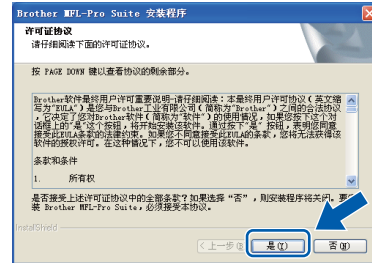 Brother MFL-Pro Suite 安装程序
许可证协议
请仔细阅读下面的许可证协议。
按 PAGE DOWN 键以查看协议的剩余部分。
Brother软件最终用户许可重要说明-请仔细阅读：本最终用户许可协议（英文缩
写为"EULA"）是您与Brother工业有限公司（简称为"Brother"）之间的合法协议
，它决定了您对Brother软件（简称为"软件"）的使用情况，如果您按下这个对
话框上的"是"这个按钮，将开始安装该软件。通过按下"是"按钮，表明您同意
接受此EULA条款的法律约束。如果您不同意接受此EULA的条款，您将无法获得该
软件的授权许可。在这种情况下，您不可以使用该软件。
条款和条件
1. 所有权
是否接受上述许可证协议中的全部条款？如果选择“否”，则安装程序将关闭。要
装 Brother MFL-Pro Suite，必须接受本协议。
InstallShield
< 上一步(B)
是(Y)
否(N)